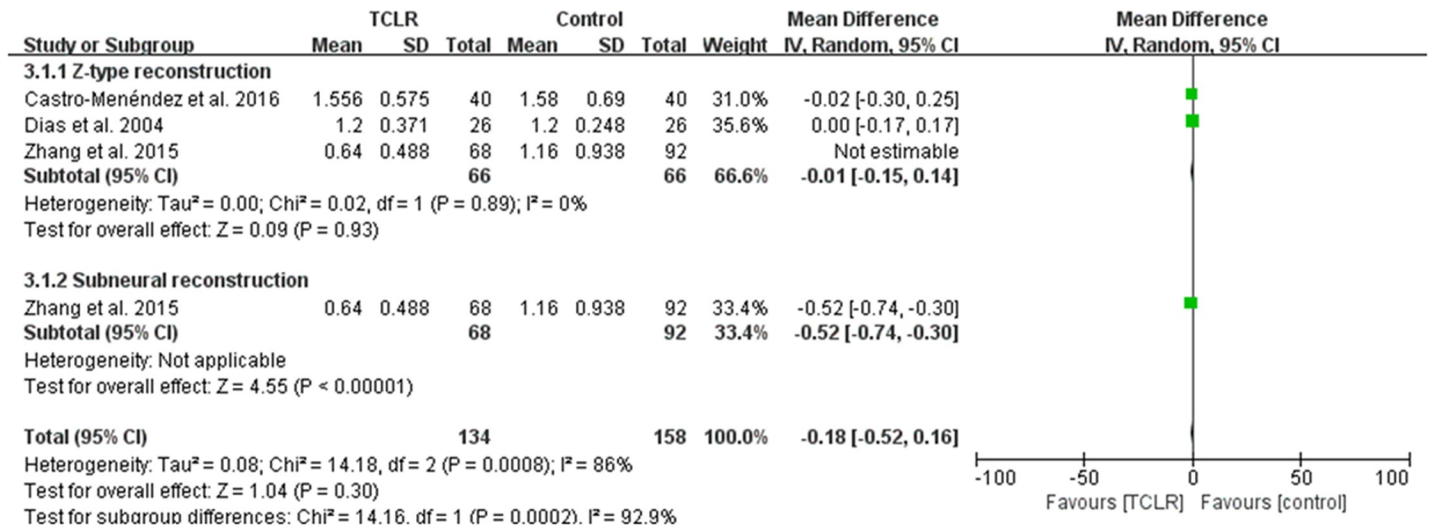 TCLR Control Mean Difference Mean Difference
Study or Subgroup Mean SD Total Mean SD Total Weight IV, Random, 95% CI IV, Random, 95% CI
3.1.1 Z-type reconstruction
Castro-Menéndez et al. 2016 1.556 0.575 40 1.58 0.69 40 31.0% -0.02 [-0.30, 0.25]
Dias et al. 2004 1.2 0.371 26 1.2 0.248 26 35.6% 0.00 [-0.17, 0.17]
Zhang et al. 2015 0.64 0.488 68 1.16 0.938 92 Not estimable
Subtotal (95% CI) 66 66 66.6% -0.01 [-0.15, 0.14]
Heterogeneity: Tau² = 0.00; Chi² = 0.02, df = 1 (P = 0.89); I² = 0%
Test for overall effect: Z = 0.09 (P = 0.93)
3.1.2 Subneural reconstruction
Zhang et al. 2015 0.64 0.488 68 1.16 0.938 92 33.4% -0.52 [-0.74, -0.30]
Subtotal (95% CI) 68 92 33.4% -0.52 [-0.74, -0.30]
Heterogeneity: Not applicable
Test for overall effect: Z = 4.55 (P < 0.00001)
Total (95% CI) 134 158 100.0% -0.18 [-0.52, 0.16]
Heterogeneity: Tau² = 0.08; Chi² = 14.18, df = 2 (P = 0.0008); I² = 86%
Test for overall effect: Z = 1.04 (P = 0.30)
Test for subgroup differences: Chi² = 14.16, df = 1 (P = 0.0002), I² = 92.9%
-100 -50 0 50 100
Favours [TCLR] Favours [control]